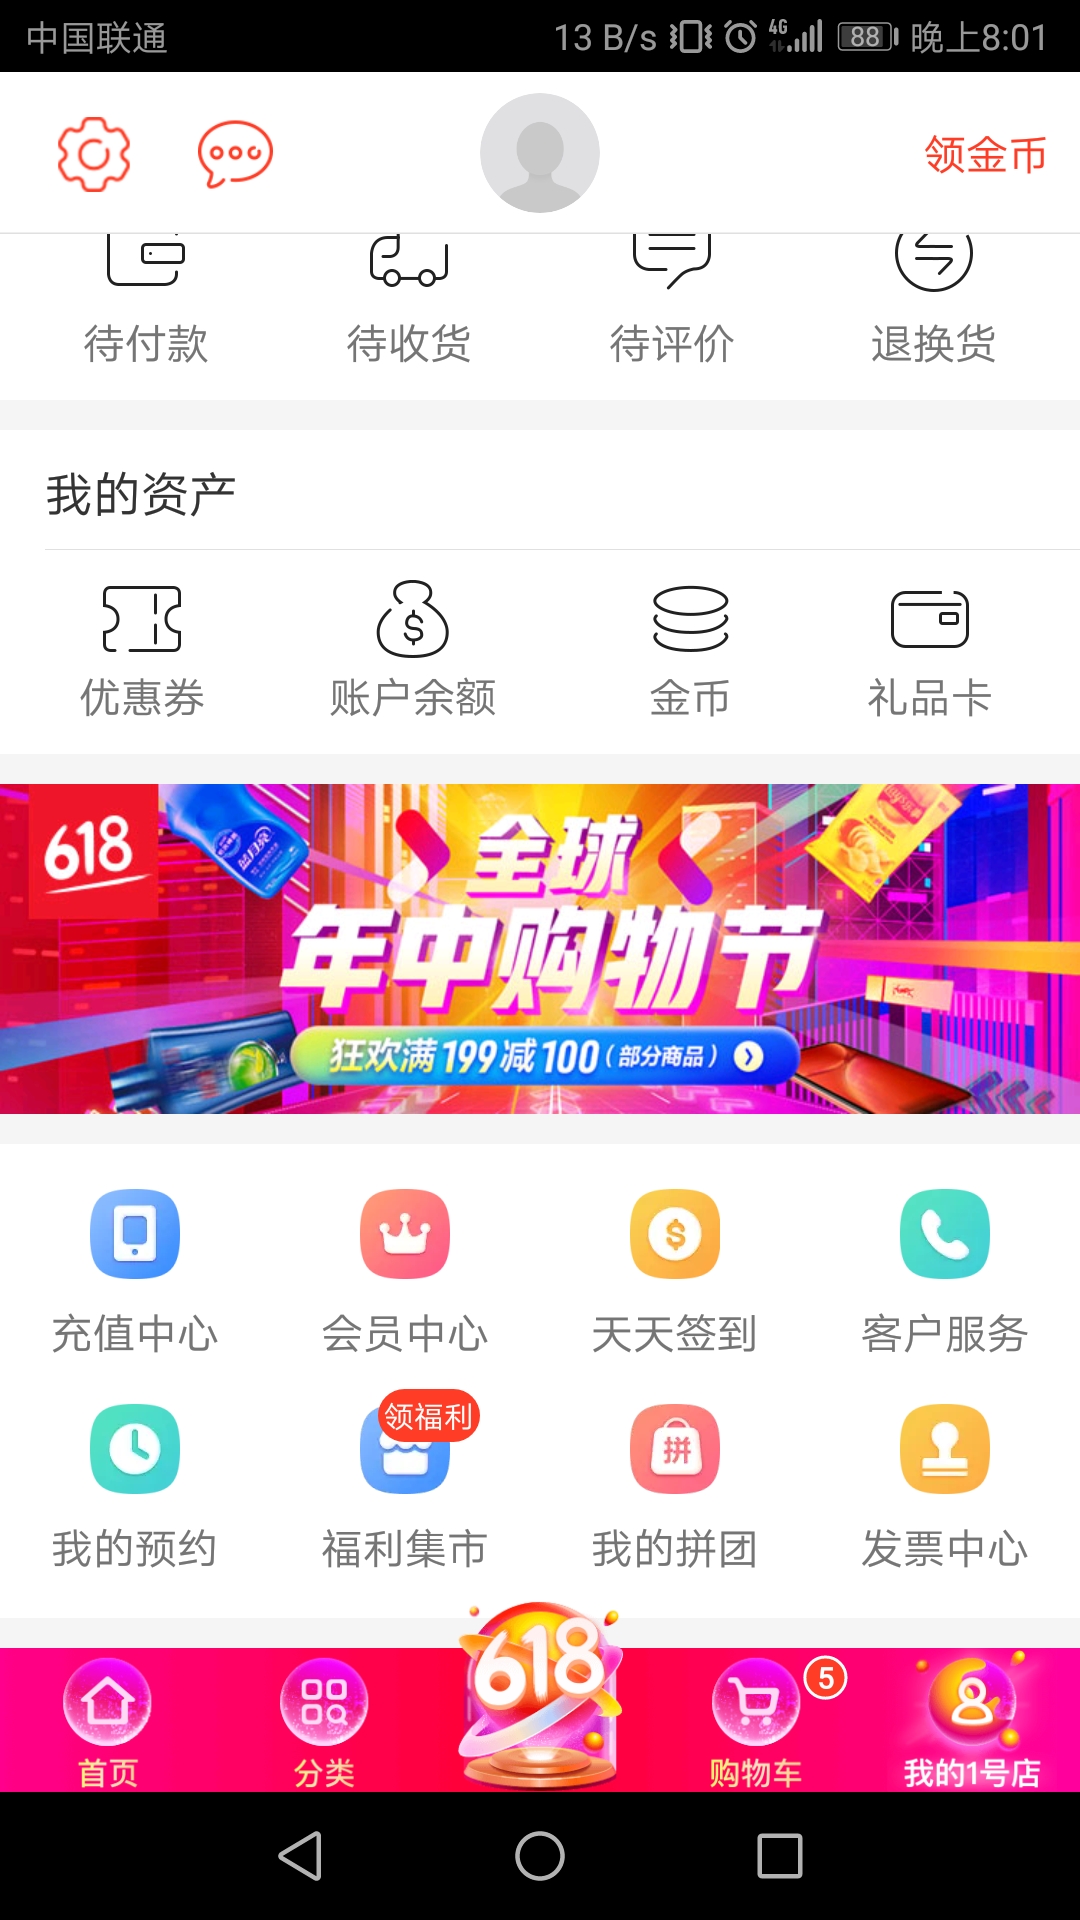 中国联通 13 B/s 4G 88 晚上8:01
领金币
待付款 待收货 待评价 退换货
我的资产
优惠券 账户余额 金币 礼品卡
618
全球
年中购物节
狂欢满199减100(部分商品)
蓝月亮
充值中心 会员中心 天天签到 客户服务
领福利
拼
我的预约 福利集市 我的拼团 发票中心
618
5
首页 分类 购物车 我的1号店